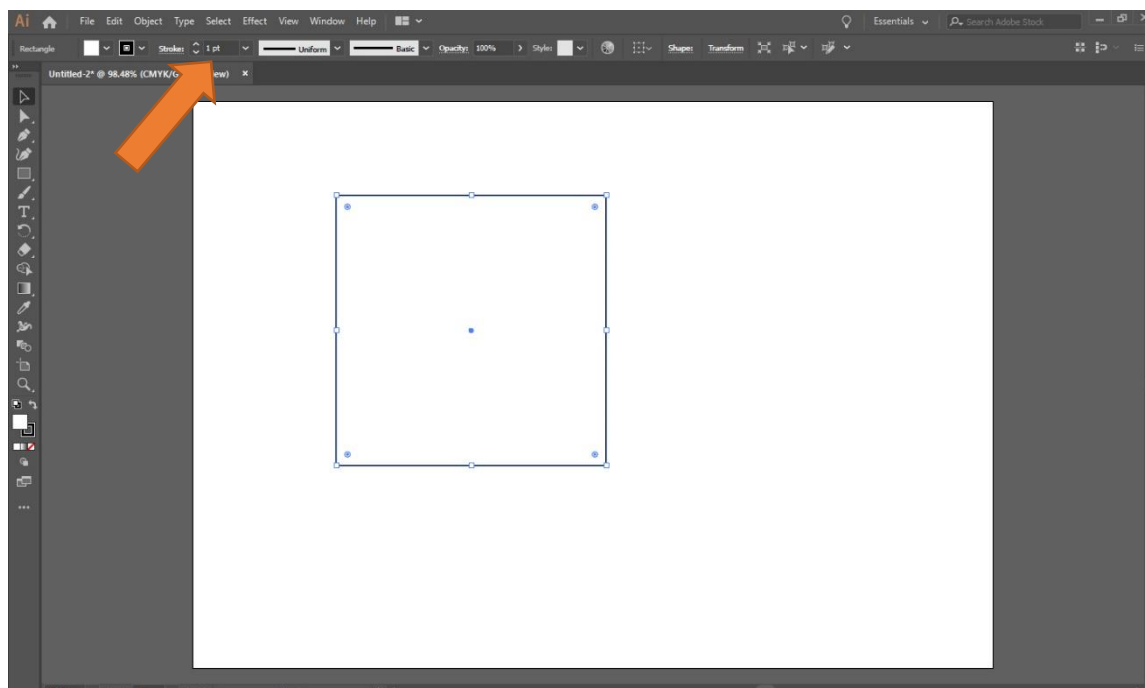 Ai File Edit Object Type Select Effect View Window Help Essentials Search Adobe Stock
Rectangle Stroke: 1 pt Uniform Basic Opacity: 100% Style: Shape: Transform
Untitled-2* @ 98.48% (CMYK/G iew) ×